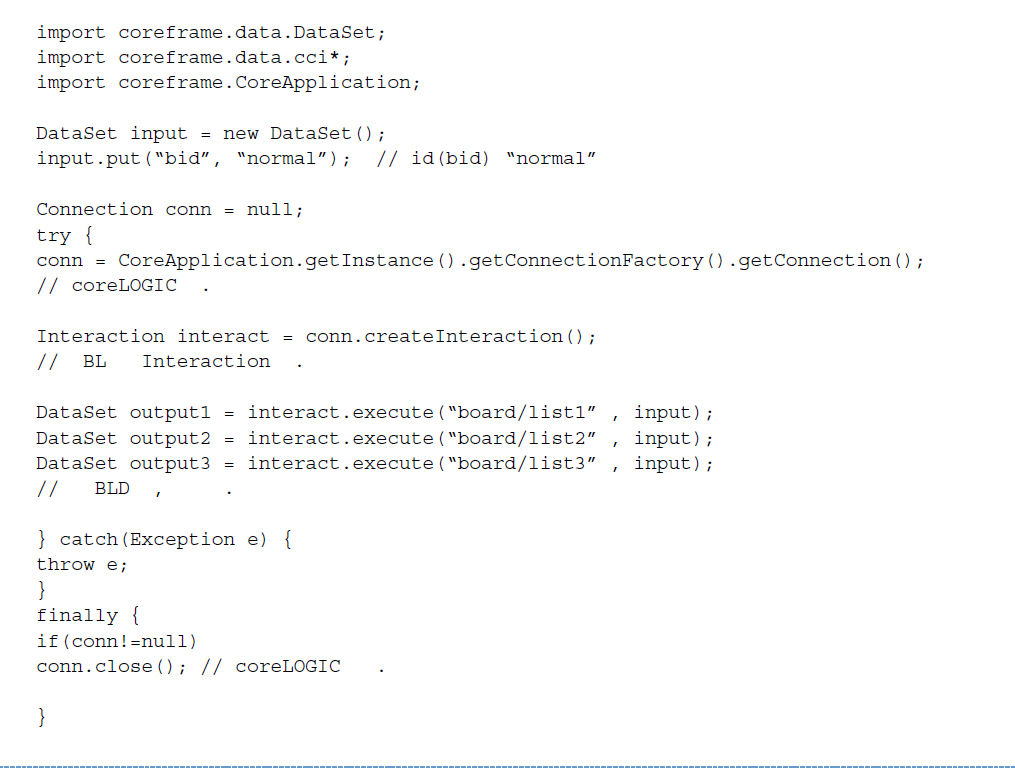 import coreframe.data.DataSet;
import coreframe.data.cci*;
import coreframe.CoreApplication;
DataSet input = new DataSet();
input.put(“bid”, “normal”); // id(bid) “normal”
Connection conn = null;
try {
conn = CoreApplication.getInstance().getConnectionFactory().getConnection();
// coreLOGIC .
Interaction interact = conn.createInteraction();
// BL Interaction .
DataSet output1 = interact.execute(“board/list1” , input);
DataSet output2 = interact.execute(“board/list2” , input);
DataSet output3 = interact.execute(“board/list3” , input);
// BLD , .
} catch(Exception e) {
throw e;
}
finally {
if(conn!=null)
conn.close(); // coreLOGIC .
}